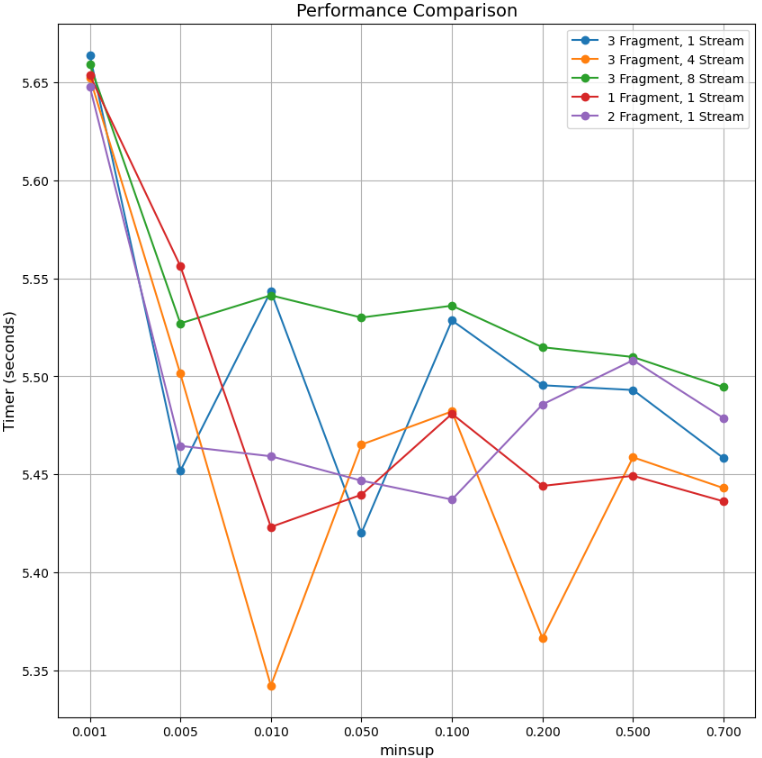 Performance Comparison
3 Fragment, 1 Stream
3 Fragment, 4 Stream
3 Fragment, 8 Stream
1 Fragment, 1 Stream
2 Fragment, 1 Stream
Timer (seconds)
5.65
5.60
5.55
5.50
5.45
5.40
5.35
0.001 0.005 0.010 0.050 0.100 0.200 0.500 0.700
minsup